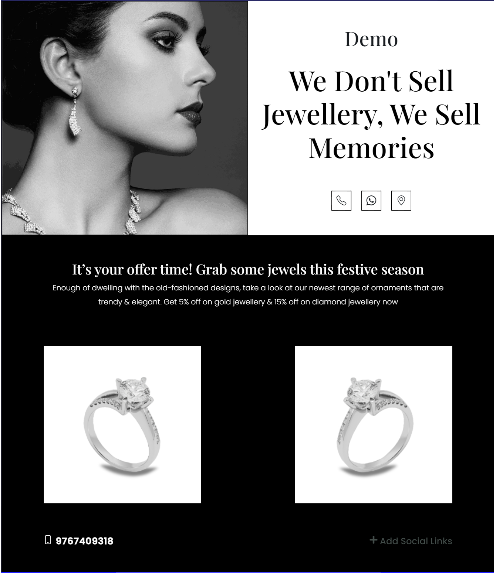 Demo
We Don't Sell
Jewellery, We Sell
Memories
It's your offer time! Grab some jewels this festive season
Enough of dwelling with the old-fashioned designs, take a look at our newest range of ornaments that are
trendy & elegant. Get 5% off on gold jewellery & 15% off on diamond jewellery now
9767409318
+ Add Social Links